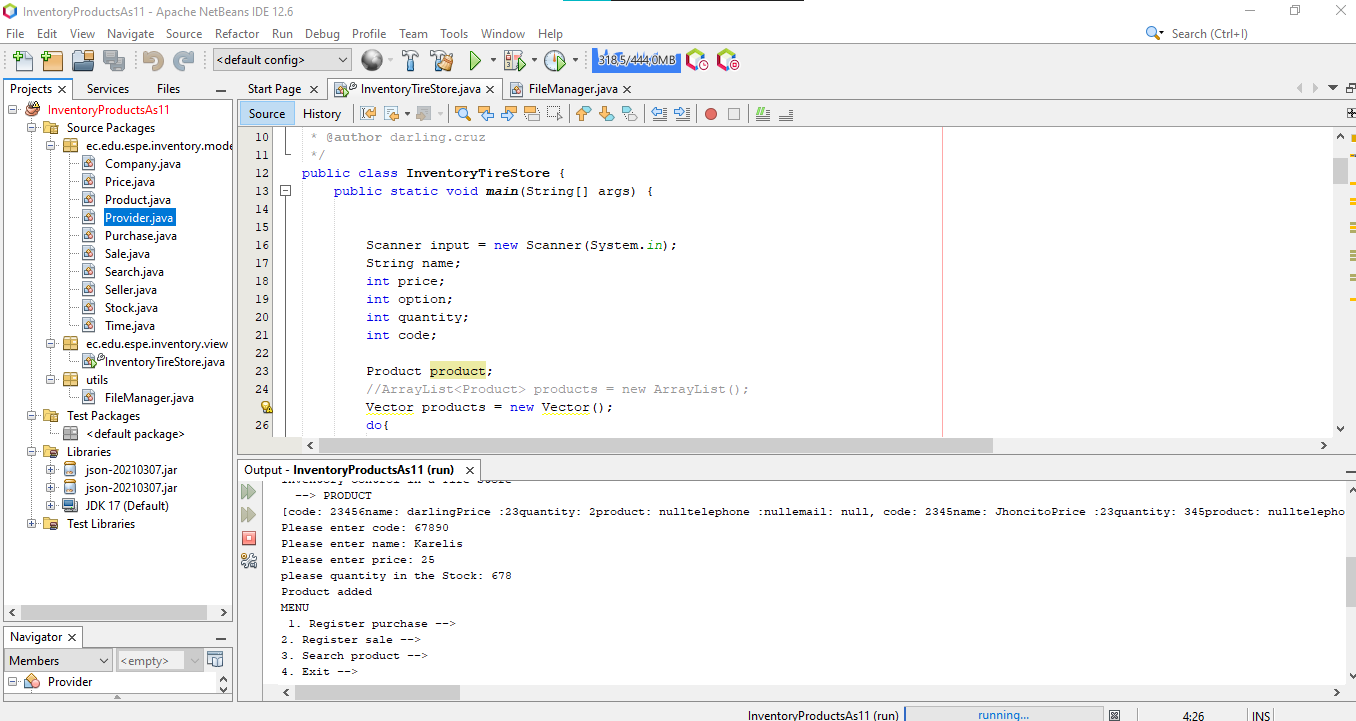 InventoryProductsAs11 - Apache NetBeans IDE 12.6
File Edit View Navigate Source Refactor Run Debug Profile Team Tools Window Help
Search (Ctrl+I)
<default config>
318,5/444,0MB
Projects Services Files
InventoryProductsAs11
Source Packages
ec.edu.espe.inventory.mode
Company.java
Price.java
Product.java
Provider.java
Purchase.java
Sale.java
Search.java
Seller.java
Stock.java
Time.java
ec.edu.espe.inventory.view
InventoryTireStore.java
utils
FileManager.java
Test Packages
<default package>
Libraries
json-20210307.jar
json-20210307.jar
JDK 17 (Default)
Test Libraries
Navigator
Members <empty>
Provider
Start Page InventoryTireStore.java FileManager.java
Source History
10 * @author darling.cruz
11 */
12 public class InventoryTireStore {
13 public static void main(String[] args) {
14
15
16 Scanner input = new Scanner(System.in);
17 String name;
18 int price;
19 int option;
20 int quantity;
21 int code;
22
23 Product product;
24 //ArrayList<Product> products = new ArrayList();
Vector products = new Vector();
26 do{
Output - InventoryProductsAs11 (run)
Inventory Control in a Tire Store
--> PRODUCT
[code: 23456name: darlingPrice :23quantity: 2product: nulltelephone :nullemail: null, code: 2345name: JhoncitoPrice :23quantity: 345product: nulltelepho
Please enter code: 67890
Please enter name: Karelis
Please enter price: 25
please quantity in the Stock: 678
Product added
MENU
1. Register purchase -->
2. Register sale -->
3. Search product -->
4. Exit -->
InventoryProductsAs11 (run) running... 4:26 INS